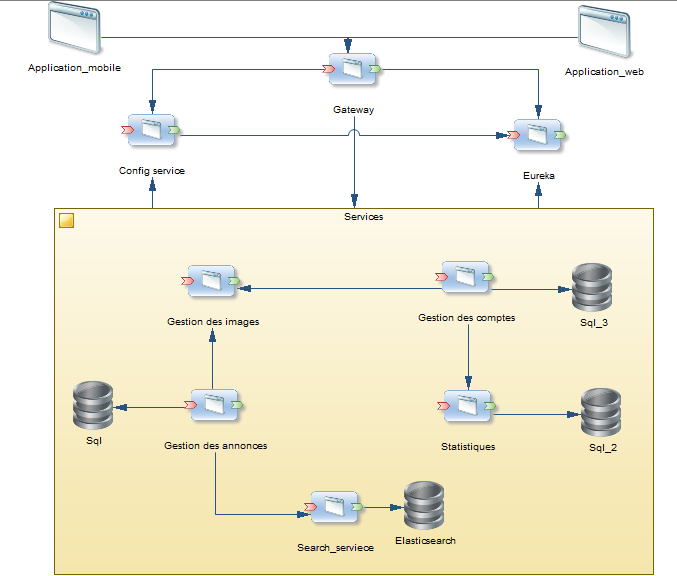 Application_mobile
Application_web
Gateway
Config service
Eureka
Services
Gestion des images
Gestion des comptes
Sql_3
Sql
Gestion des annonces
Statistiques
Sql_2
Search_serviece
Elasticsearch